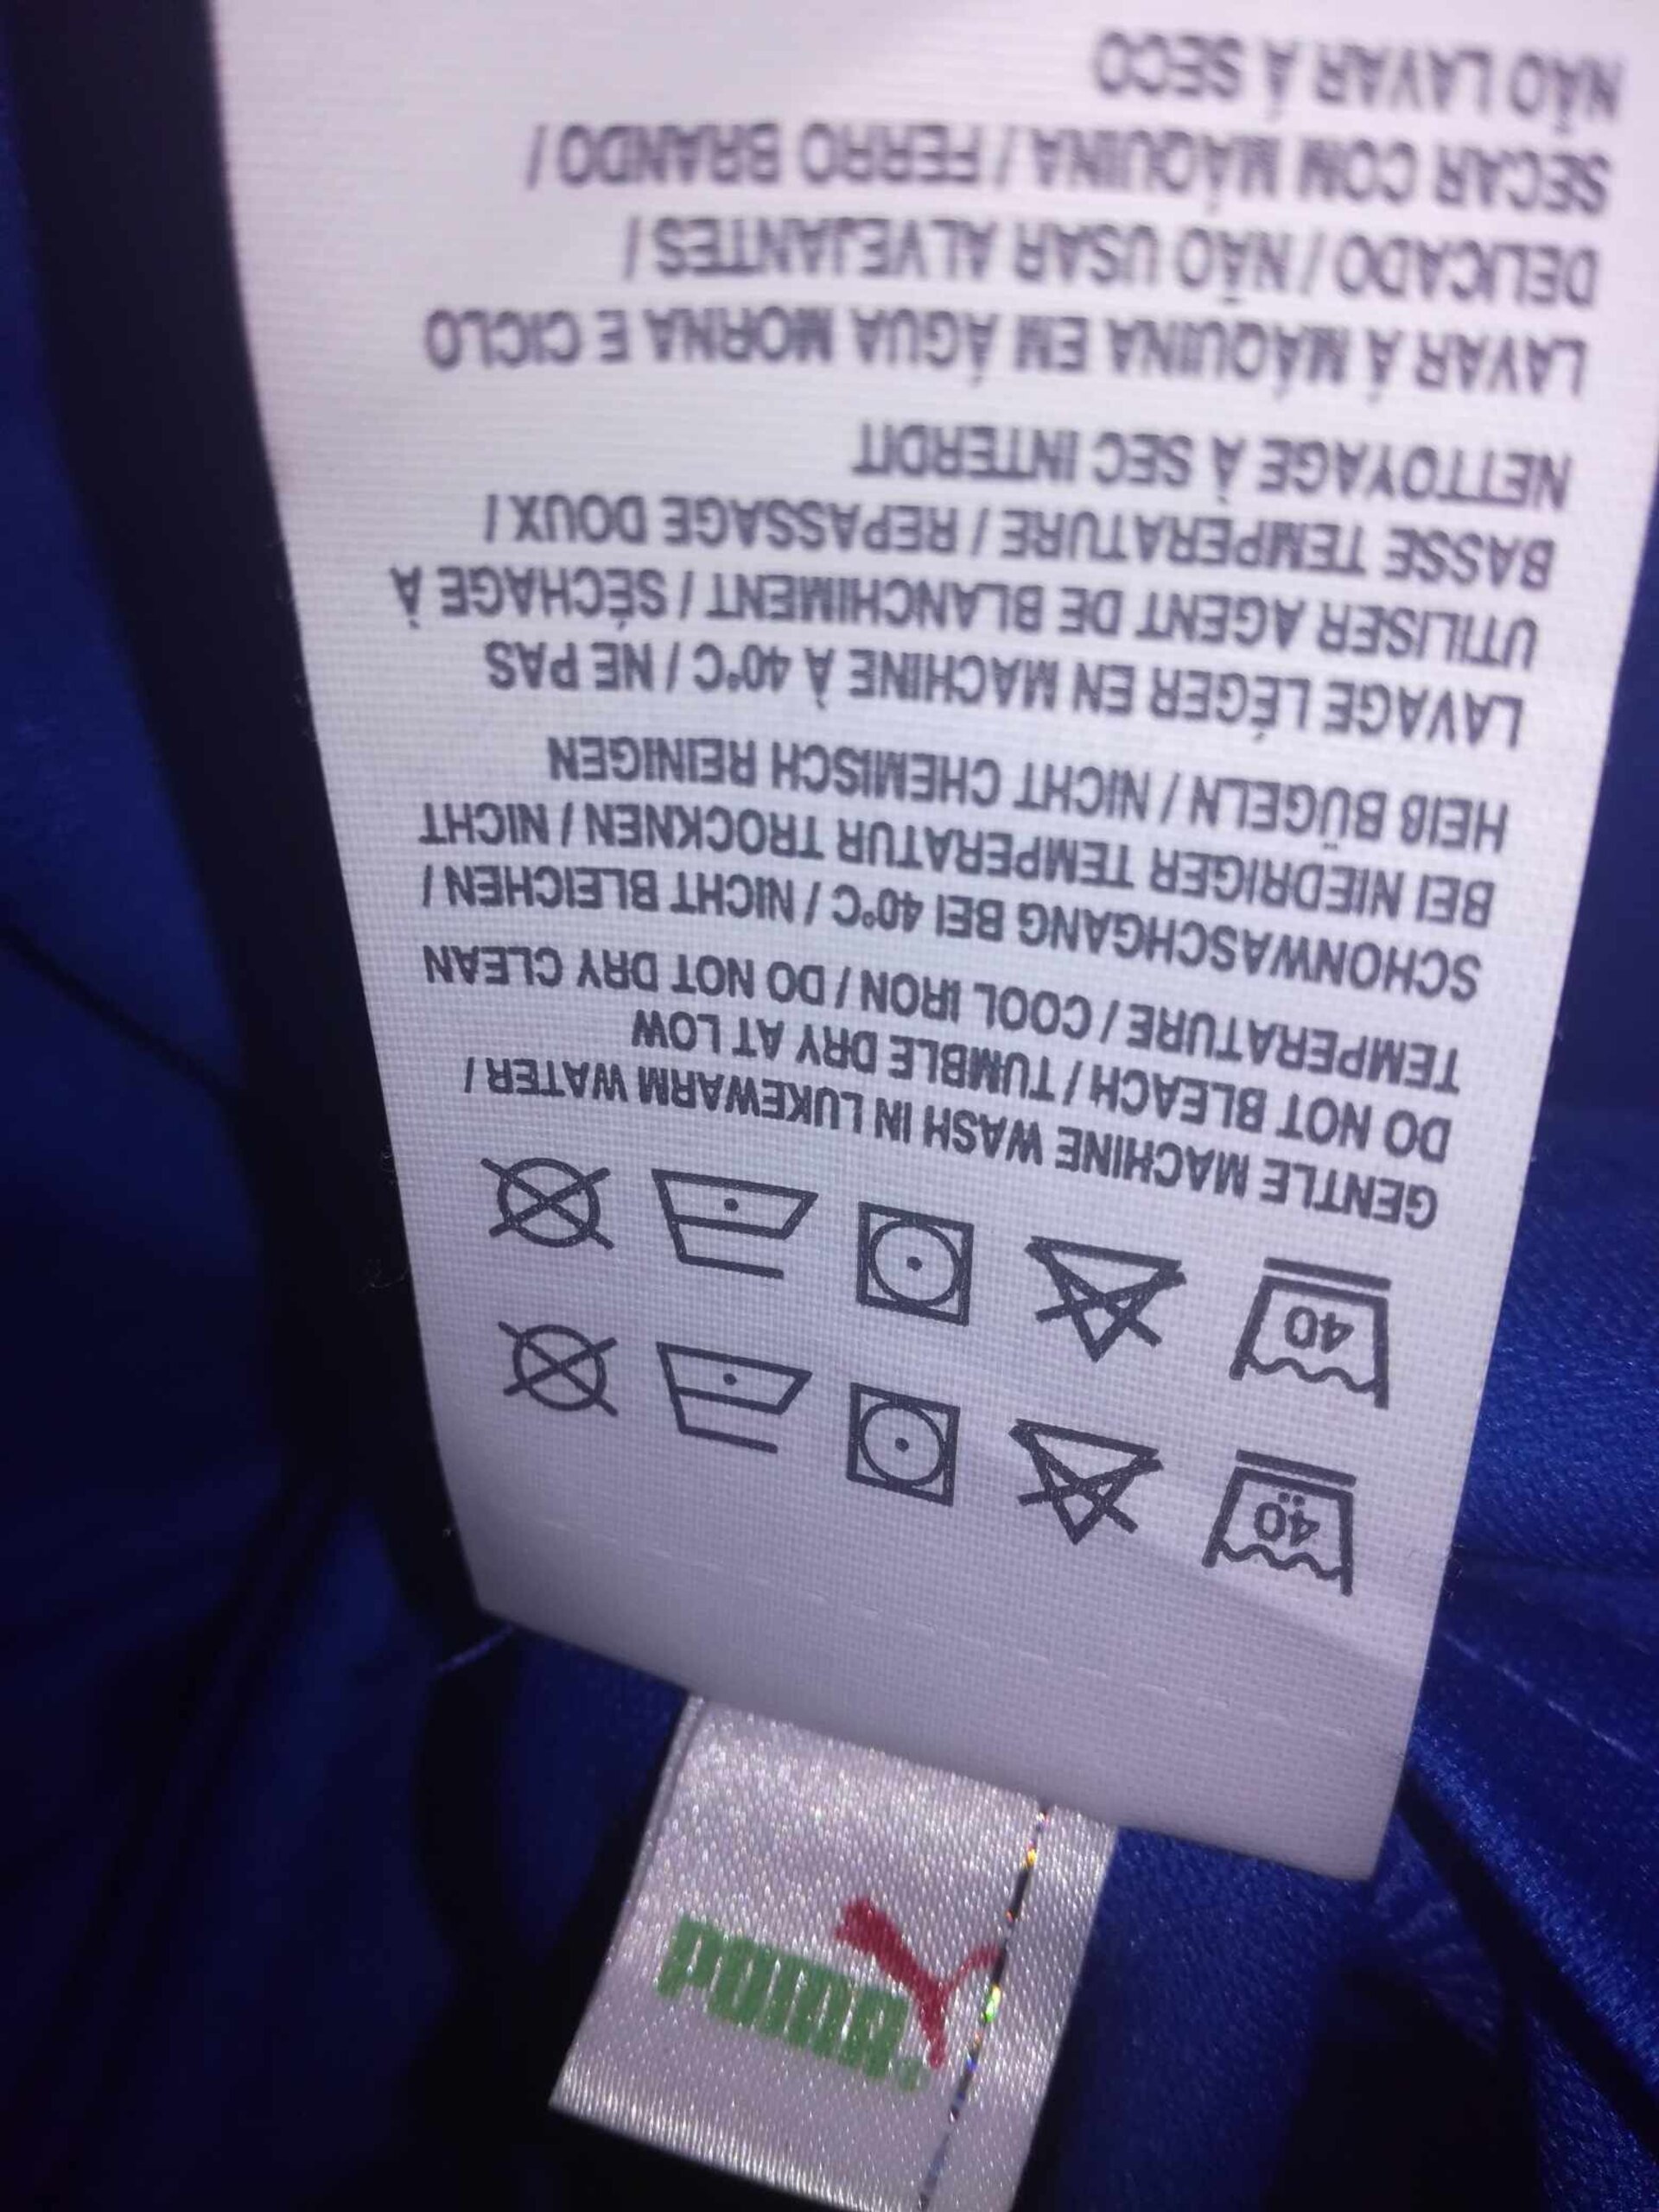 PUMA
40
40
GENTLE MACHINE WASH IN LUKEWARM WATER /
DO NOT BLEACH / TUMBLE DRY AT LOW
TEMPERATURE / COOL IRON / DO NOT DRY CLEAN
SCHONWASCHGANG BEI 40°C / NICHT BLEICHEN /
BEI NIEDRIGER TEMPERATUR TROCKNEN / NICHT
HEIß BÜGELN / NICHT CHEMISCH REINIGEN
LAVAGE LÉGER EN MACHINE À 40°C / NE PAS
UTILISER AGENT DE BLANCHIMENT / SÉCHAGE À
BASSE TEMPERATURE / REPASSAGE DOUX /
NETTOYAGE À SEC INTERDIT
LAVAR À MÁQUINA EM ÁGUA MORNA E CICLO
DELICADO / NÃO USAR ALVEJANTES /
SECAR COM MÁQUINA / FERRO BRANDO /
NÃO LAVAR À SECO